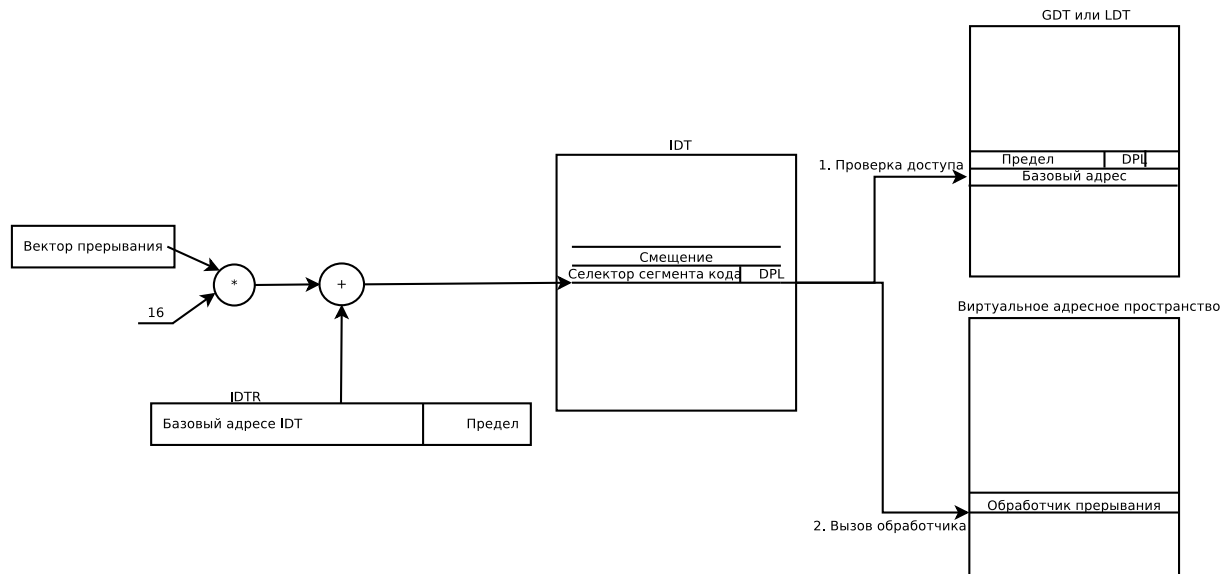 GDT или LDT
Предел
DPL
Базовый адрес
1. Проверка доступа
IDT
Смещение
Селектор сегмента кода
DPL
Вектор прерывания
*
+
16
IDTR
Базовый адресе IDT
Предел
Виртуальное адресное пространство
Обработчик прерывания
2. Вызов обработчика